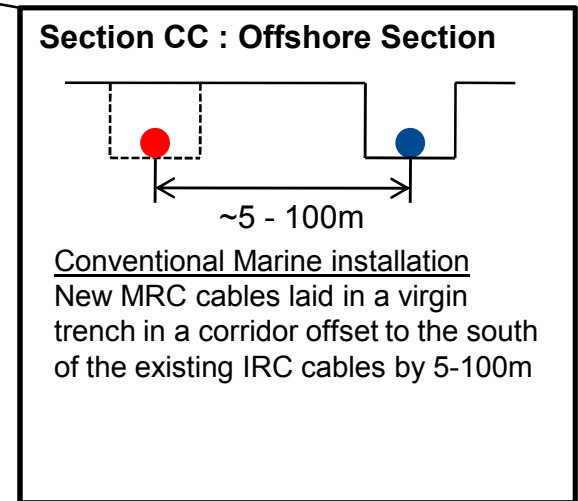 Section CC : Offshore Section
~5 - 100m
Conventional Marine installation
New MRC cables laid in a virgin
trench in a corridor offset to the south
of the existing IRC cables by 5-100m